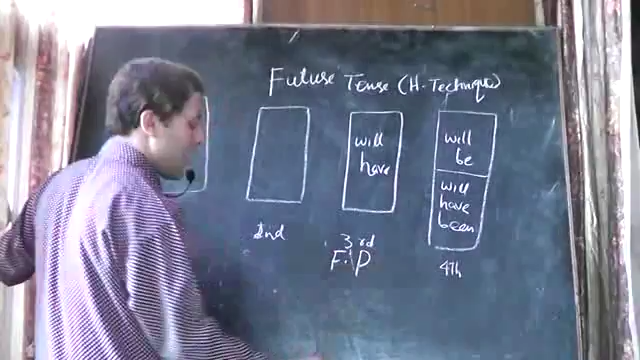 Future Tense (H-Technique)
will
have
will
be
will
have
been
2nd
3rd
F.\P
4th